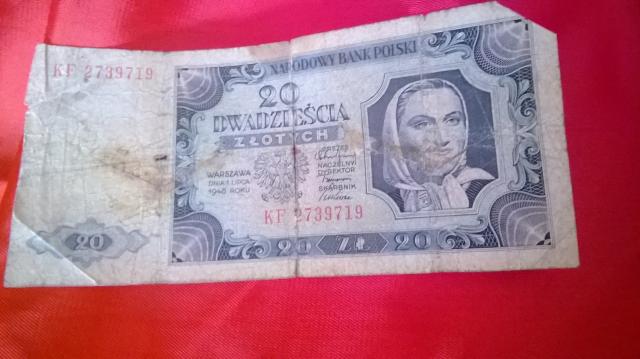 NARODOWY BANK POLSKI
KF 2739719
20
DWADZIEŚCIA
ZŁOTYCH
WARSZAWA
DNIA 1 LIPCA
1948 ROKU
PREZES
NACZELNY
DYREKTOR
SKARBNIK
KF 2739719
20
20 ZŁ 20